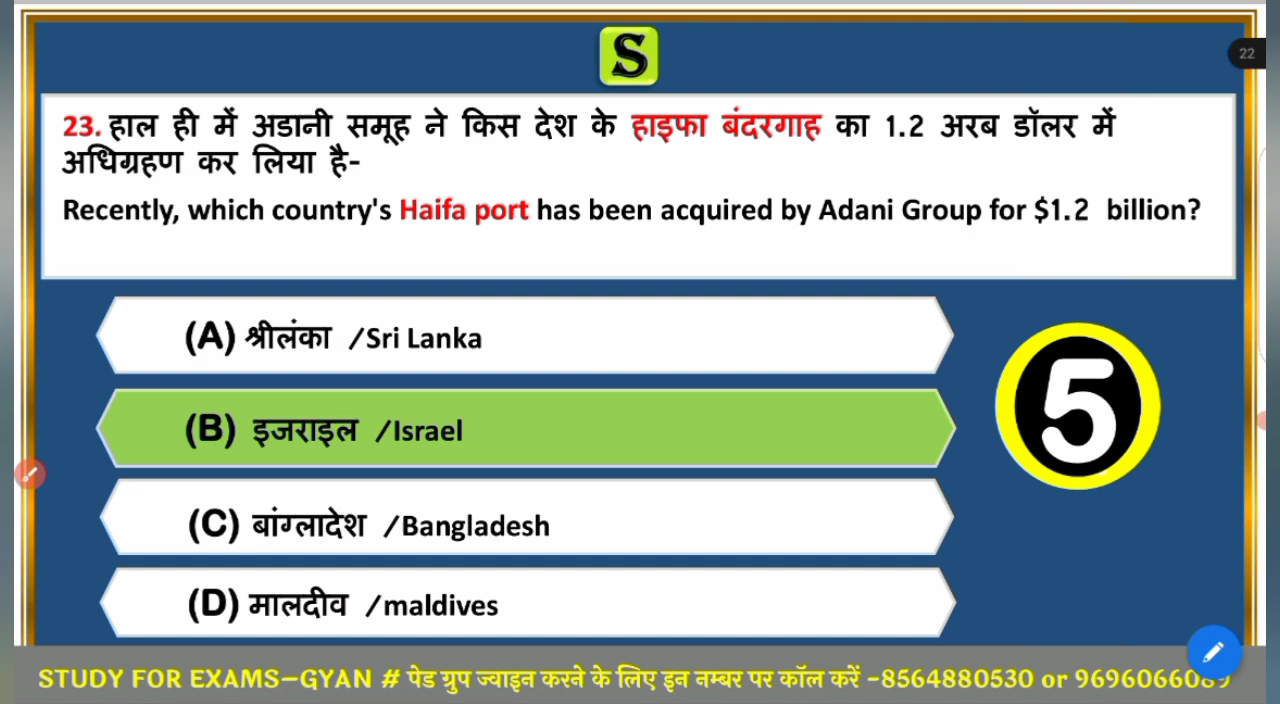 S
22
23. हाल ही में अडानी समूह ने किस देश के हाइफा बंदरगाह का 1.2 अरब डॉलर में
अधिग्रहण कर लिया है-
Recently, which country's Haifa port has been acquired by Adani Group for $1.2 billion?
(A) श्रीलंका /Sri Lanka
(B) इजराइल /Israel
5
(C) बांग्लादेश /Bangladesh
(D) मालदीव /maldives
STUDY FOR EXAMS-GYAN # पेड ग्रुप ज्वाइन करने के लिए इन नम्बर पर कॉल करें -8564880530 or 9696066089